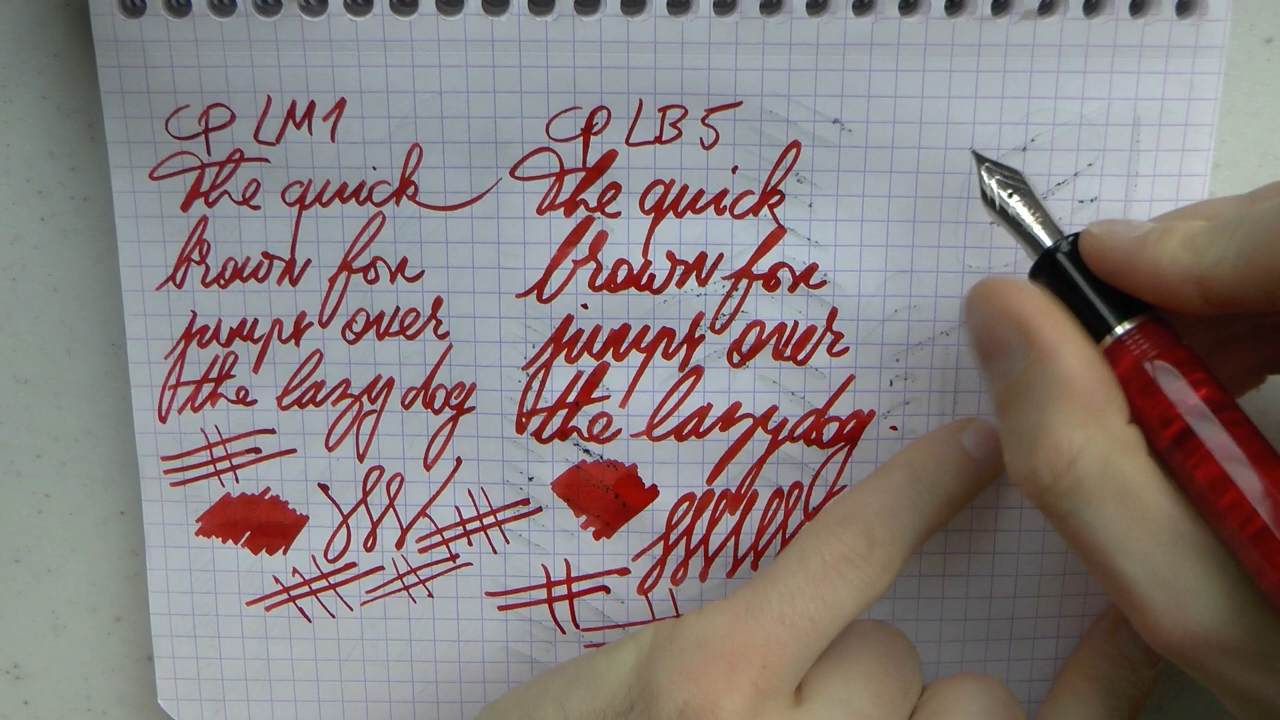 CP LM1
The quick
brown fox
jumps over
the lazy dog
CP LB5
The quick
brown fox
jumps over
the lazy dog.